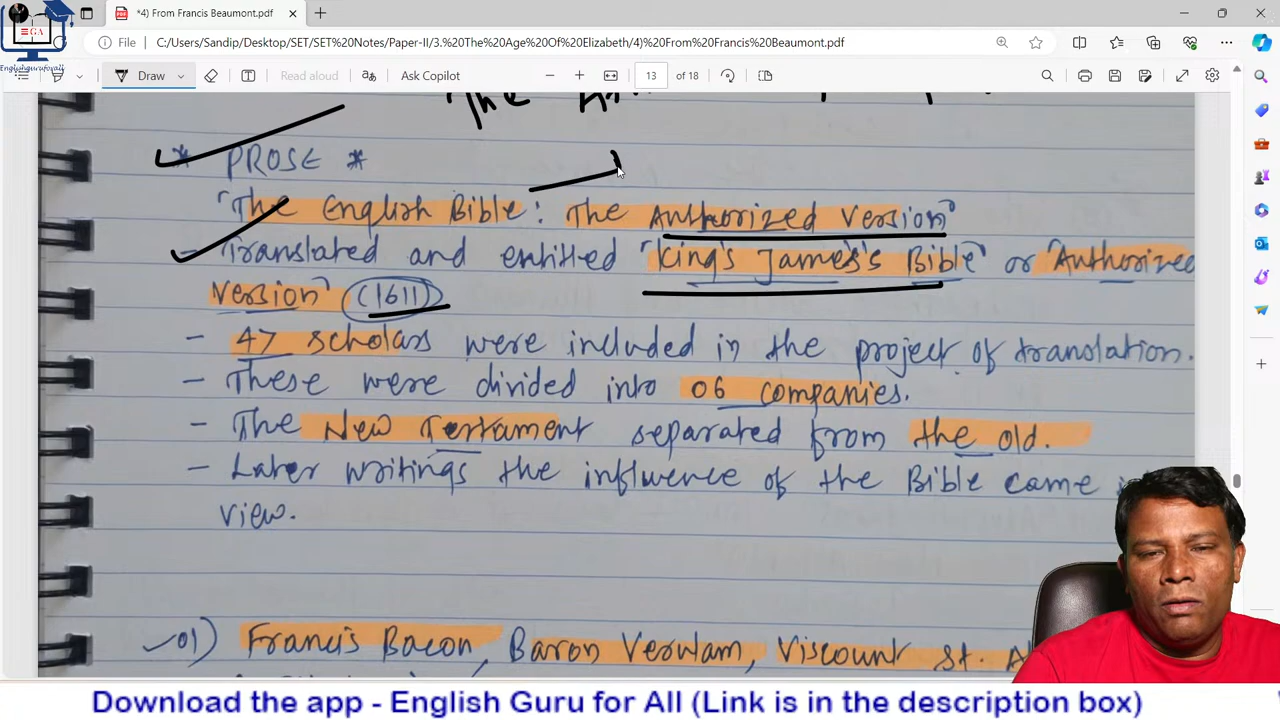 *4) From Francis Beaumont.pdf
File C:/Users/Sandip/Desktop/SET/SET%20Notes/Paper-II/3.%20The%20Age%20Of%20Elizabeth/4)%20From%20Francis%20Beaumont.pdf
≡GA
Englishguruforall
Draw Read aloud Ask Copilot 13 of 18
The
* PROSE *
"The English Bible: The Authorized Version"
- Translated and entitled "King's James's Bible" or "Authorized
Version" (1611)
- 47 scholars were included in the project of translation.
- These were divided into 06 companies.
- The New Testament separated from the old.
- Later writings the influence of the Bible came
view.
01) Francis Bacon, Baron Verulam, Viscount St.
Download the app - English Guru for All (Link is in the description box)